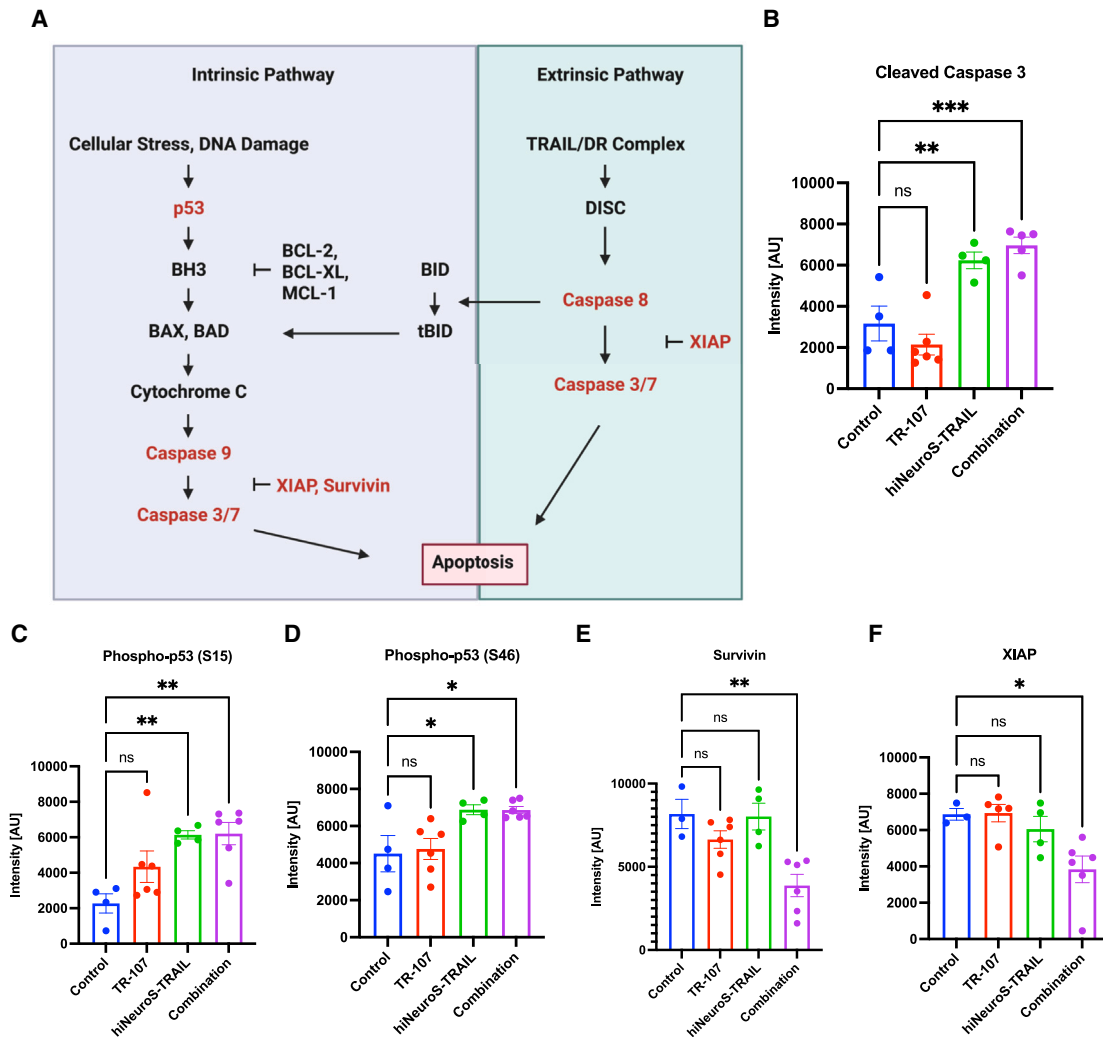 A
Intrinsic Pathway
Extrinsic Pathway
Cellular Stress, DNA Damage
TRAIL/DR Complex
p53
DISC
BH3
BCL-2,
BCL-XL,
MCL-1
BID
Caspase 8
BAX, BAD
tBID
XIAP
Cytochrome C
Caspase 3/7
Caspase 9
XIAP, Survivin
Caspase 3/7
Apoptosis
B
Cleaved Caspase 3
***
**
ns
Intensity [AU]
10000
8000
6000
4000
2000
0
Control
TR-107
hiNeuroS-TRAIL
Combination
C
Phospho-p53 (S15)
**
**
ns
Intensity [AU]
10000
8000
6000
4000
2000
0
Control
TR-107
hiNeuroS-TRAIL
Combination
D
Phospho-p53 (S46)
*
*
ns
Intensity [AU]
10000
8000
6000
4000
2000
0
Control
TR-107
hiNeuroS-TRAIL
Combination
E
Survivin
**
ns
ns
Intensity [AU]
10000
5000
0
Control
TR-107
hiNeuroS-TRAIL
Combination
F
XIAP
*
ns
ns
Intensity [AU]
10000
8000
6000
4000
2000
0
Control
TR-107
hiNeuroS-TRAIL
Combination